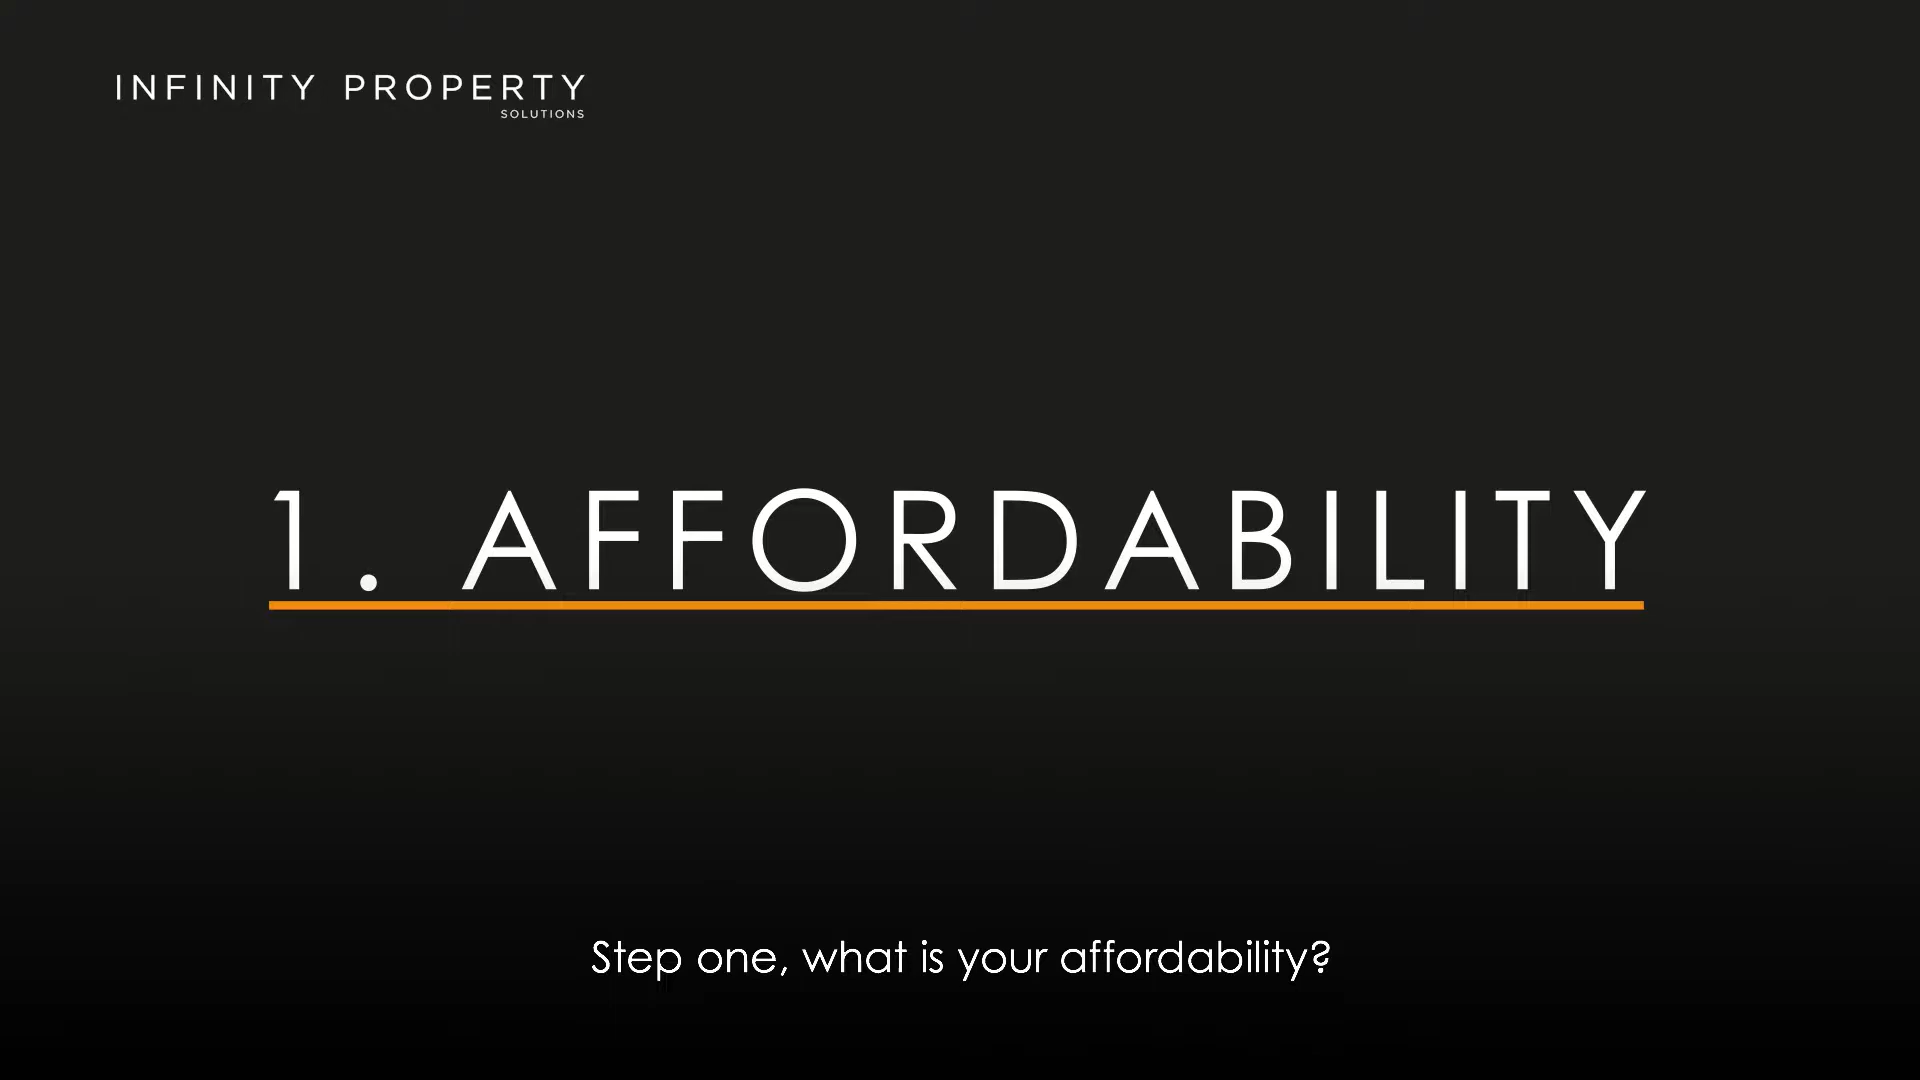 INFINITY PROPERTY
SOLUTIONS
1. AFFORDABILITY
Step one, what is your affordability?